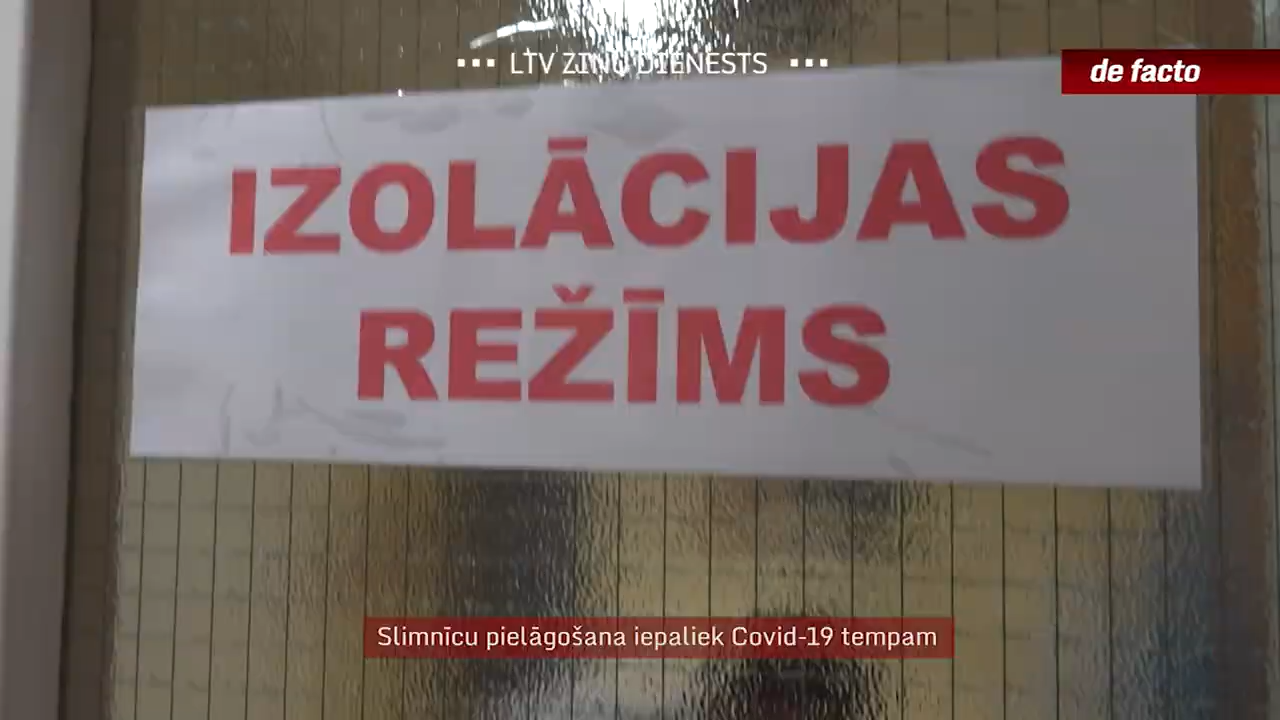 ••• LTV ZIŅU DIENESTS •••
de facto
IZOLĀCIJAS
REŽĪMS
Slimnīcu pielāgošana iepaliek Covid-19 tempam